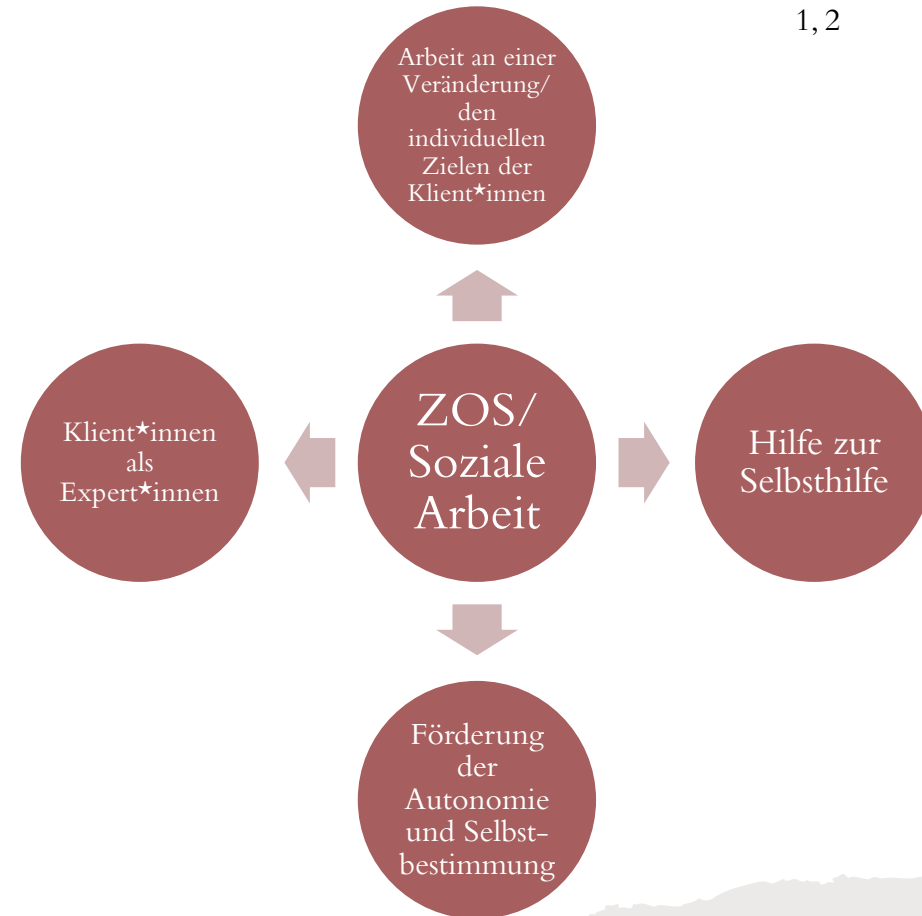 1, 2
Arbeit an einer
Veränderung/
den
individuellen
Zielen der
Klient*innen
Klient*innen
als
Expert*innen
ZOS/
Soziale
Arbeit
Hilfe zur
Selbsthilfe
Förderung
der
Autonomie
und Selbst-
bestimmung